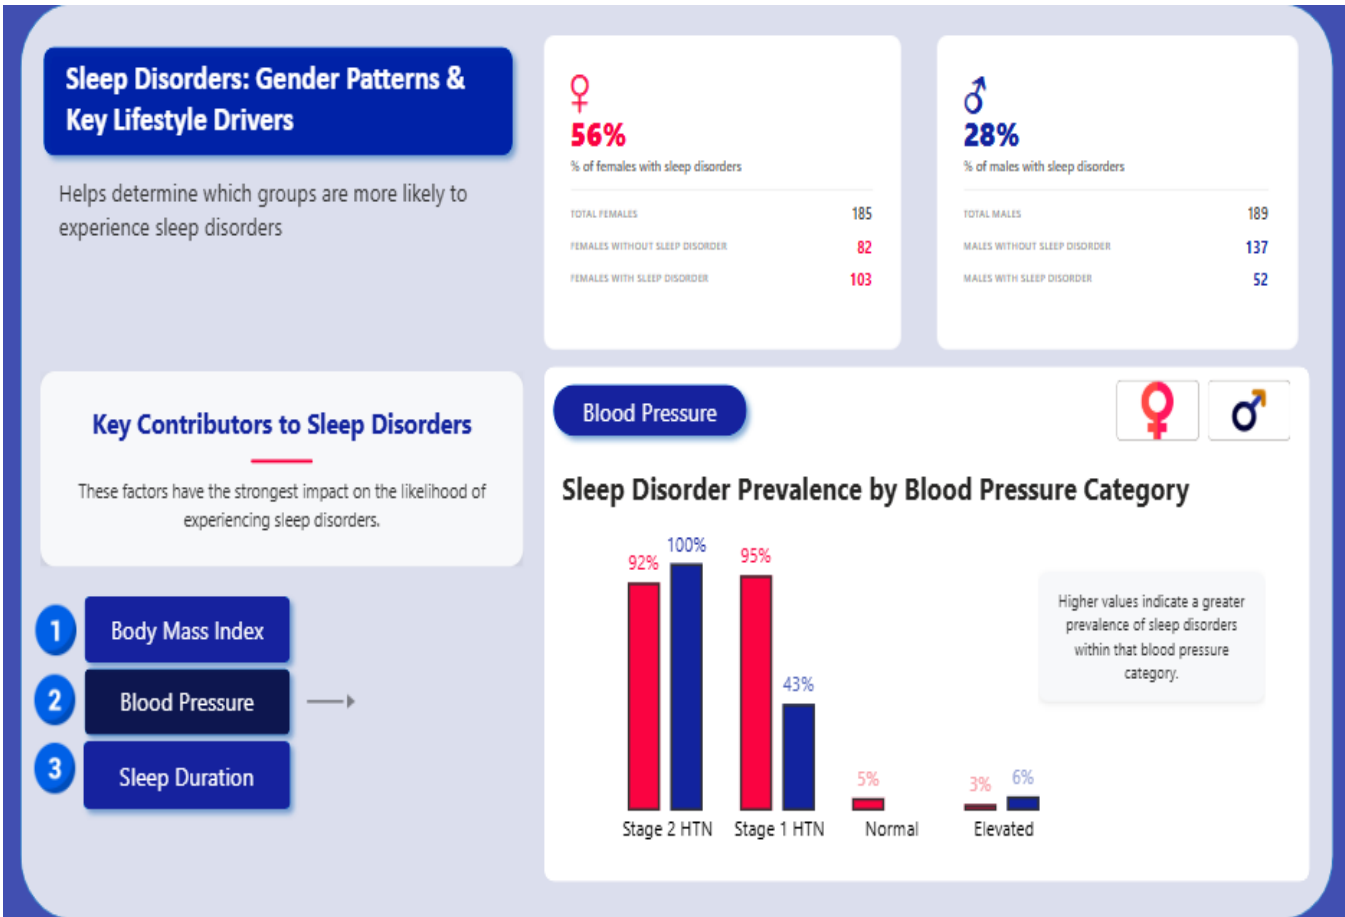 Sleep Disorders: Gender Patterns &
Key Lifestyle Drivers
Helps determine which groups are more likely to
experience sleep disorders
56%
% of females with sleep disorders
TOTAL FEMALES 185
FEMALES WITHOUT SLEEP DISORDER 82
FEMALES WITH SLEEP DISORDER 103
28%
% of males with sleep disorders
TOTAL MALES 189
MALES WITHOUT SLEEP DISORDER 137
MALES WITH SLEEP DISORDER 52
Key Contributors to Sleep Disorders
These factors have the strongest impact on the likelihood of
experiencing sleep disorders.
1 Body Mass Index
2 Blood Pressure
3 Sleep Duration
Blood Pressure
Sleep Disorder Prevalence by Blood Pressure Category
92% 100% 95% 43% 5% 3% 6%
Stage 2 HTN Stage 1 HTN Normal Elevated
Higher values indicate a greater
prevalence of sleep disorders
within that blood pressure
category.